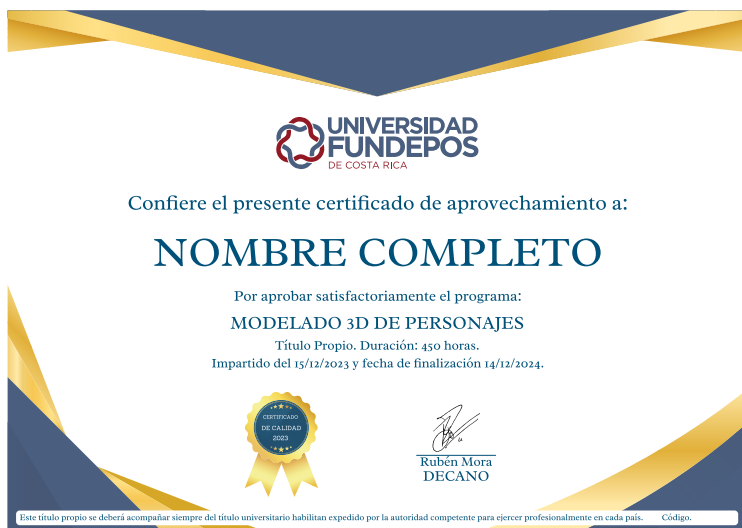 UNIVERSIDAD
FUNDEPOS
DE COSTA RICA
Confiere el presente certificado de aprovechamiento a:
NOMBRE COMPLETO
Por aprobar satisfactoriamente el programa:
MODELADO 3D DE PERSONAJES
Título Propio. Duración: 450 horas.
Impartido del 15/12/2023 y fecha de finalización 14/12/2024.
CERTIFICADO
DE CALIDAD
2023
Rubén Mora
DECANO
Este título propio se deberá acompañar siempre del título universitario habilitan expedido por la autoridad competente para ejercer profesionalmente en cada país. Código.